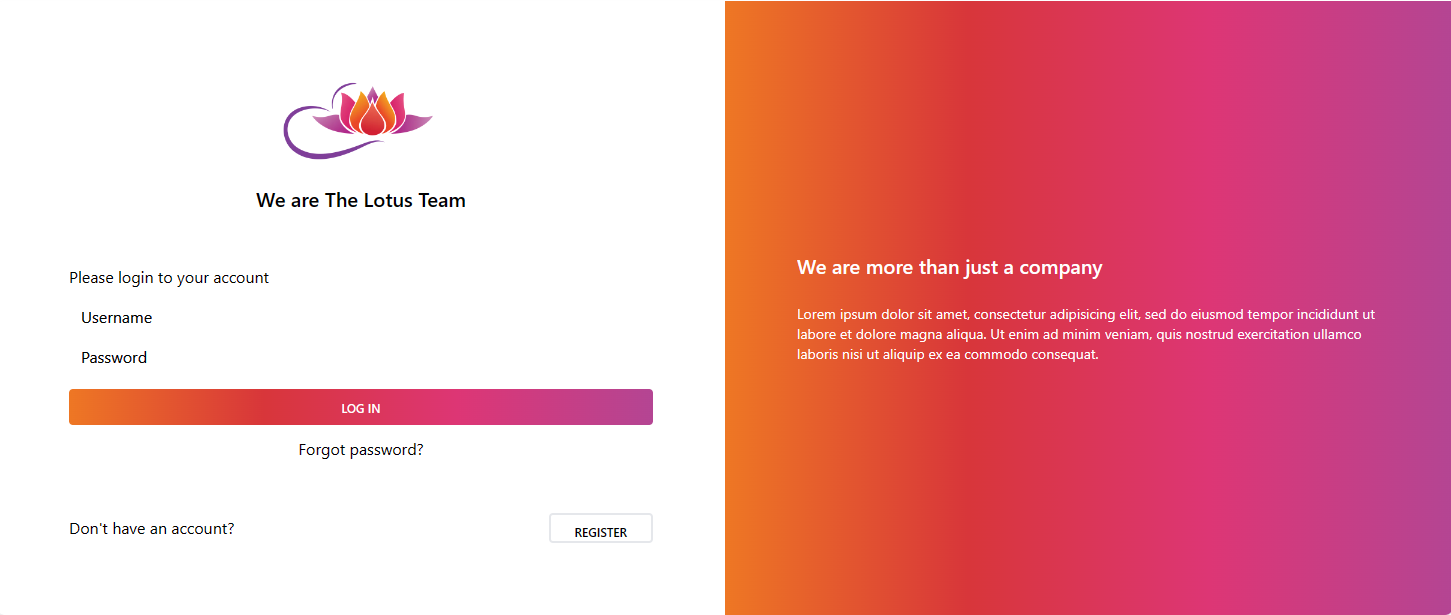 We are The Lotus Team
Please login to your account
Username
Password
LOG IN
Forgot password?
Don't have an account?
REGISTER
We are more than just a company
Lorem ipsum dolor sit amet, consectetur adipisicing elit, sed do eiusmod tempor incididunt ut
labore et dolore magna aliqua. Ut enim ad minim veniam, quis nostrud exercitation ullamco
laboris nisi ut aliquip ex ea commodo consequat.